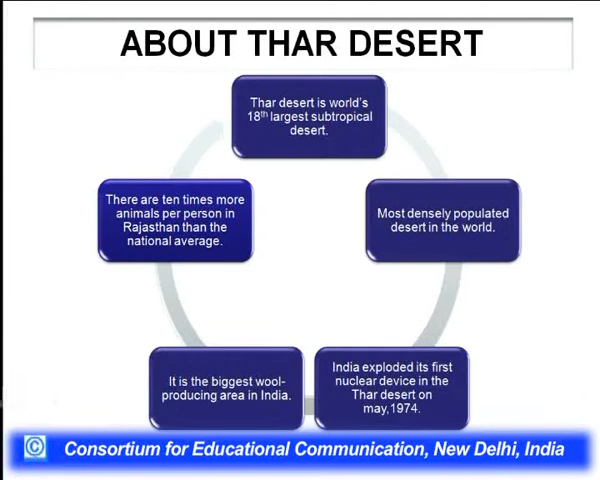 ABOUT THAR DESERT
Thar desert is world's
18th largest subtropical
desert.
Most densely populated
desert in the world.
India exploded its first
nuclear device in the
Thar desert on
may,1974.
It is the biggest wool-
producing area in India.
There are ten times more
animals per person in
Rajasthan than the
national average.
© Consortium for Educational Communication, New Delhi, India